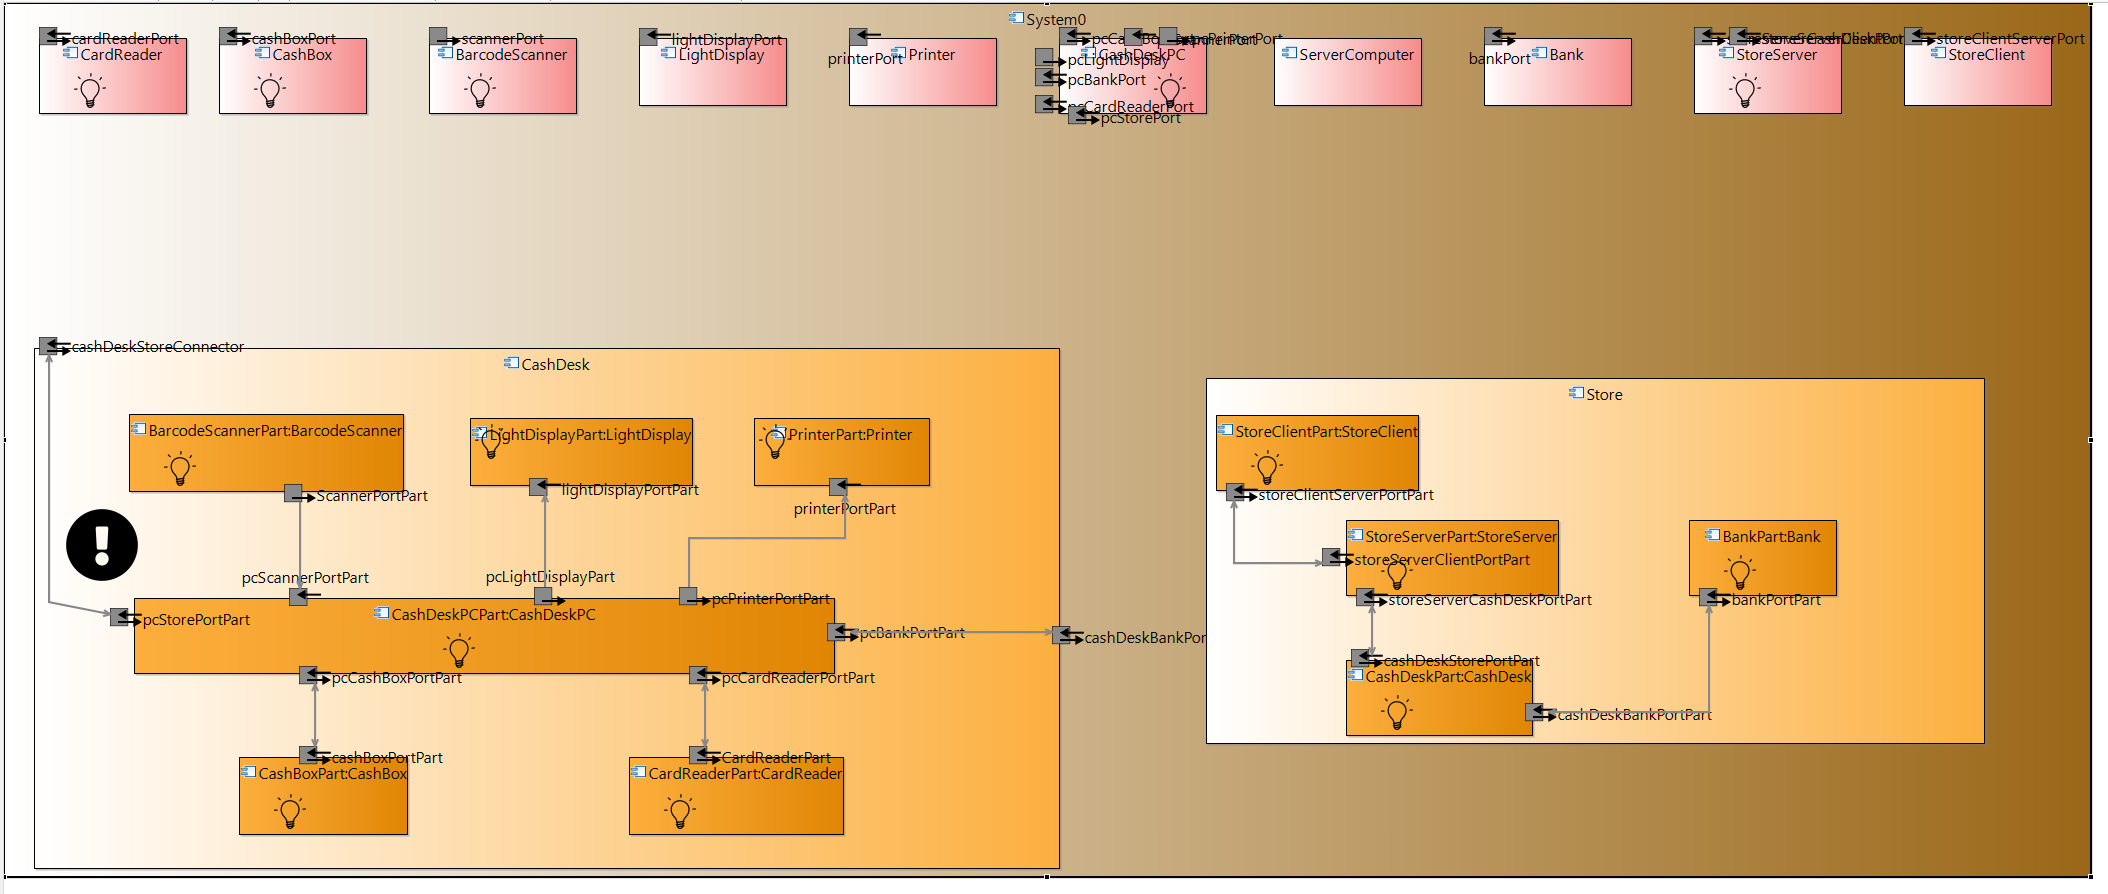 System0
cardReaderPort
CardReader
cashBoxPort
CashBox
scannerPort
BarcodeScanner
lightDisplayPort
LightDisplay
printerPort
Printer
CashDeskPC
pcLightDisplay
pcBankPort
pcCardReaderPort
pcStorePort
ServerComputer
bankPort
Bank
StoreServer
storeClientServerPort
StoreClient
cashDeskStoreConnector
CashDesk
BarcodeScannerPart:BarcodeScanner
LightDisplayPart:LightDisplay
PrinterPart:Printer
ScannerPortPart
lightDisplayPortPart
printerPortPart
pcScannerPortPart
pcLightDisplayPart
pcPrinterPortPart
pcStorePortPart
CashDeskPCPart:CashDeskPC
pcBankPortPart
cashDeskBankPor
pcCashBoxPortPart
pcCardReaderPortPart
cashBoxPortPart
CashBoxPart:CashBox
CardReaderPart
CardReaderPart:CardReader
Store
StoreClientPart:StoreClient
storeClientServerPortPart
StoreServerPart:StoreServer
storeServerClientPortPart
storeServerCashDeskPortPart
BankPart:Bank
bankPortPart
cashDeskStorePortPart
CashDeskPart:CashDesk
cashDeskBankPortPart